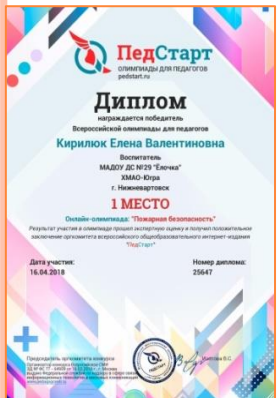 ПедСтарт
ОЛИМПИАДЫ ДЛЯ ПЕДАГОГОВ
pedstart.ru
Диплом
награждается победитель
Всероссийской олимпиады для педагогов
Кирилюк Елена Валентиновна
Воспитатель
МАДОУ ДС №29 "Ёлочка"
ХМАО-Югра
г. Нижневартовск
1 МЕСТО
Онлайн-олимпиада: "Пожарная безопасность"
Результат участия в олимпиаде прошел экспертную оценку и получил положительное
заключение оргкомитета всероссийского общеобразовательного интернет-издания
"ПедСтарт"
Дата участия:
16.04.2018
Номер диплома:
25647
Председатель оргкомитета конкурса